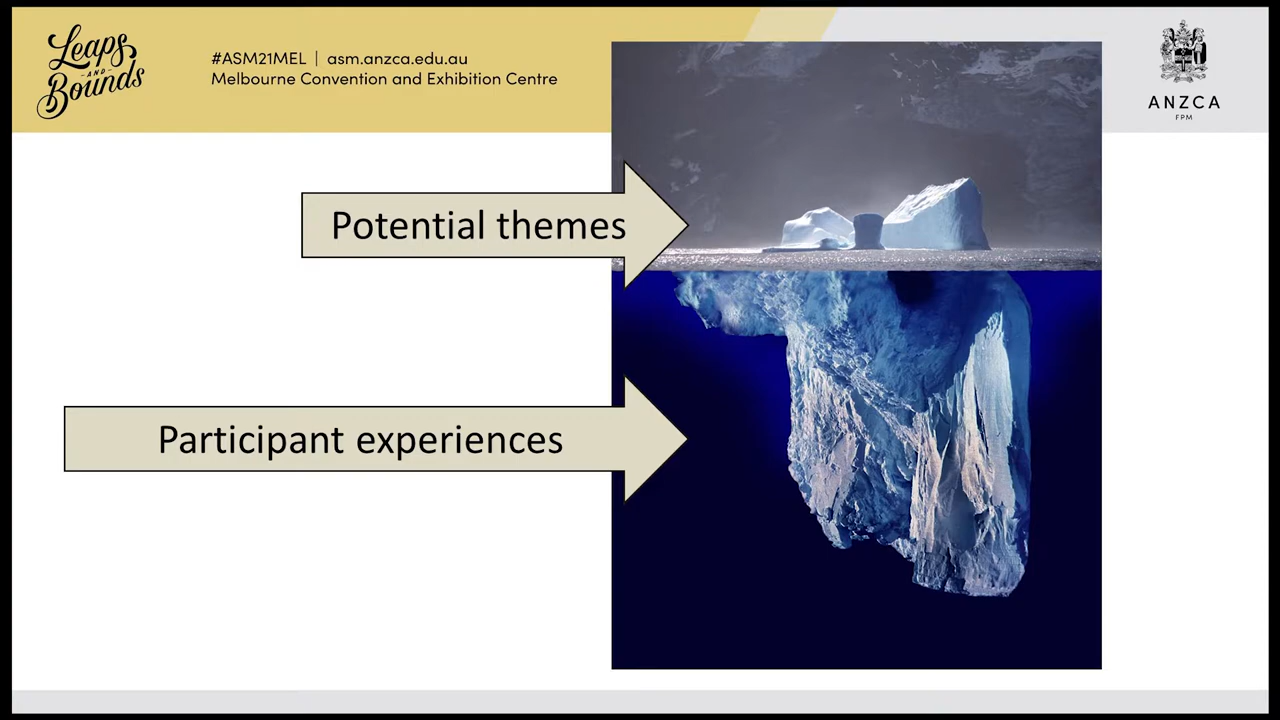 Leaps
-AND-
Bounds
#ASM21MEL | asm.anzca.edu.au
Melbourne Convention and Exhibition Centre
ANZCA
FPM
Potential themes
Participant experiences